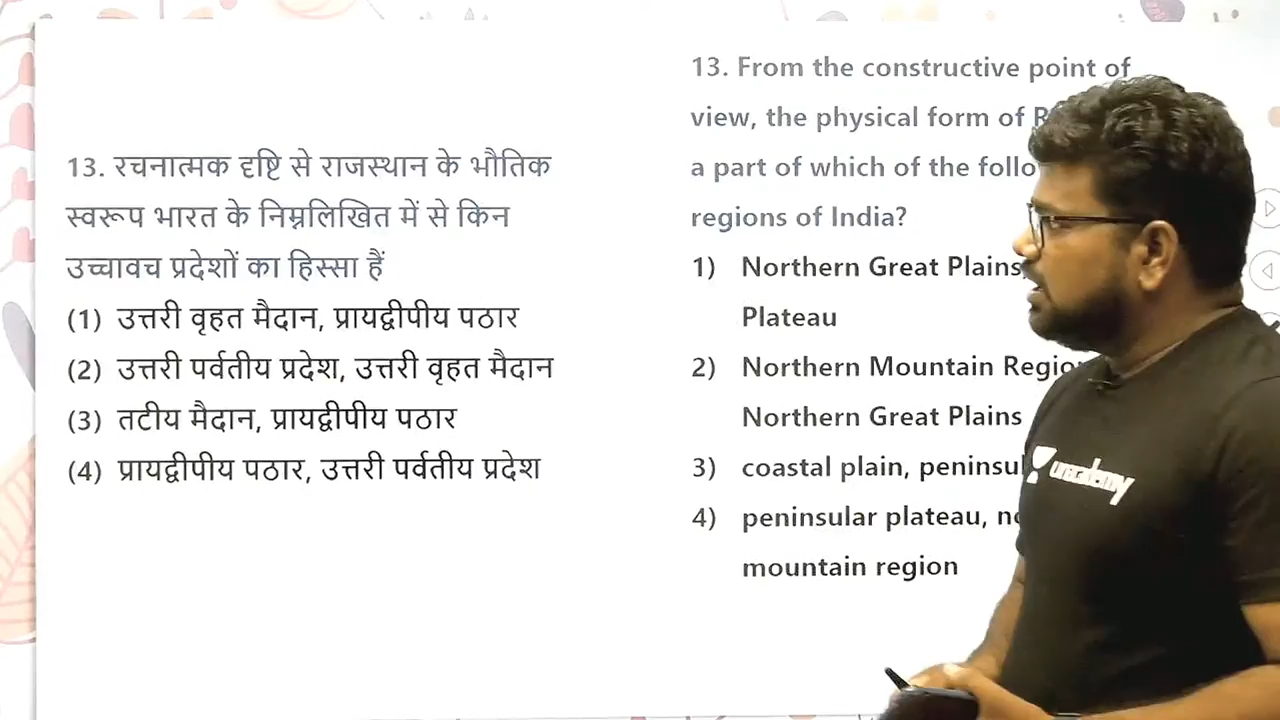 13. रचनात्मक दृष्टि से राजस्थान के भौतिक
स्वरूप भारत के निम्नलिखित में से किन
उच्चावच प्रदेशों का हिस्सा हैं
(1) उत्तरी वृहत मैदान, प्रायद्वीपीय पठार
(2) उत्तरी पर्वतीय प्रदेश, उत्तरी वृहत मैदान
(3) तटीय मैदान, प्रायद्वीपीय पठार
(4) प्रायद्वीपीय पठार, उत्तरी पर्वतीय प्रदेश
13. From the constructive point of
view, the physical form of
a part of which of the
regions of India?
1) Northern Great Plains,
Plateau
2) Northern Mountain
Northern Great Plains
3) coastal plain,
4) peninsular plateau,
mountain region
unacademy